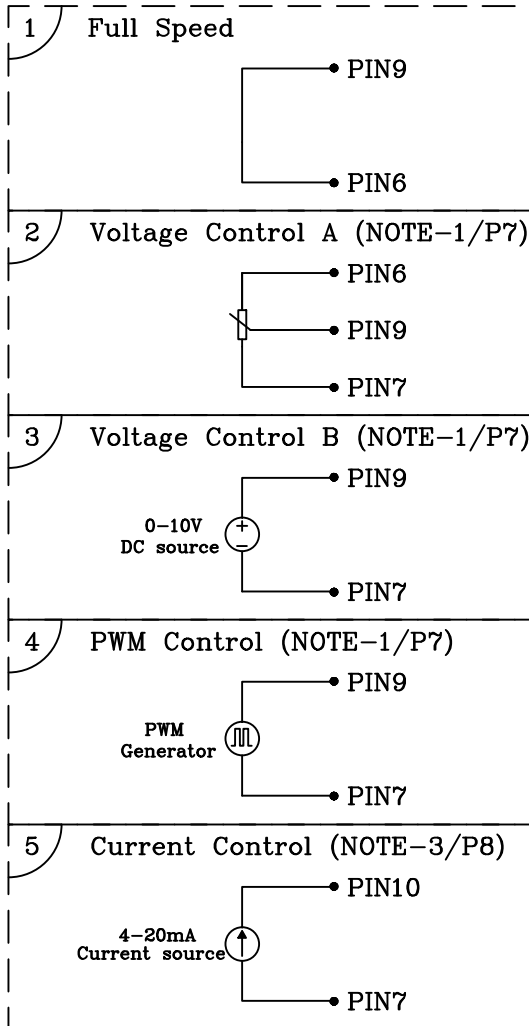 1 Full Speed
PIN9
PIN6
2 Voltage Control A (NOTE-1/P7)
PIN6
PIN9
PIN7
3 Voltage Control B (NOTE-1/P7)
PIN9
0-10V
DC source
+
−
PIN7
4 PWM Control (NOTE-1/P7)
PIN9
PWM
Generator
PIN7
5 Current Control (NOTE-3/P8)
PIN10
4-20mA
Current source
PIN7